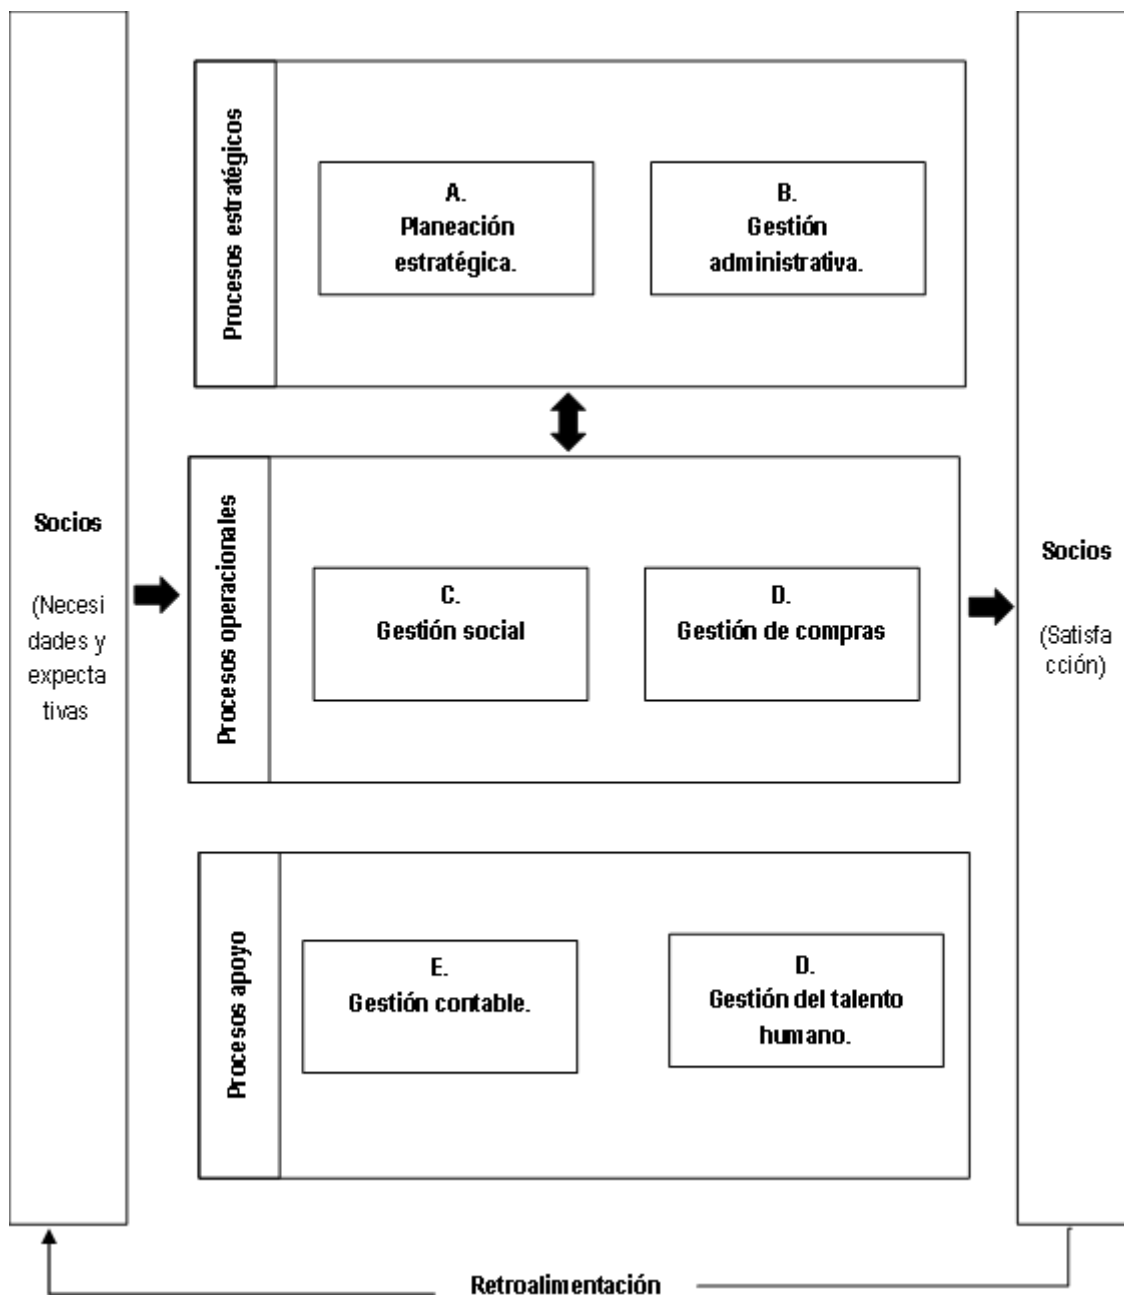 Procesos estratégicos
A.
Planeación
estratégica.
B.
Gestión
administrativa.
Socios
(Necesi
dades y
expecta
tivas
Procesos operacionales
C.
Gestión social
D.
Gestión de compras
Socios
(Satisfa
cción)
Procesos apoyo
E.
Gestión contable.
D.
Gestión del talento
humano.
Retroalimentación